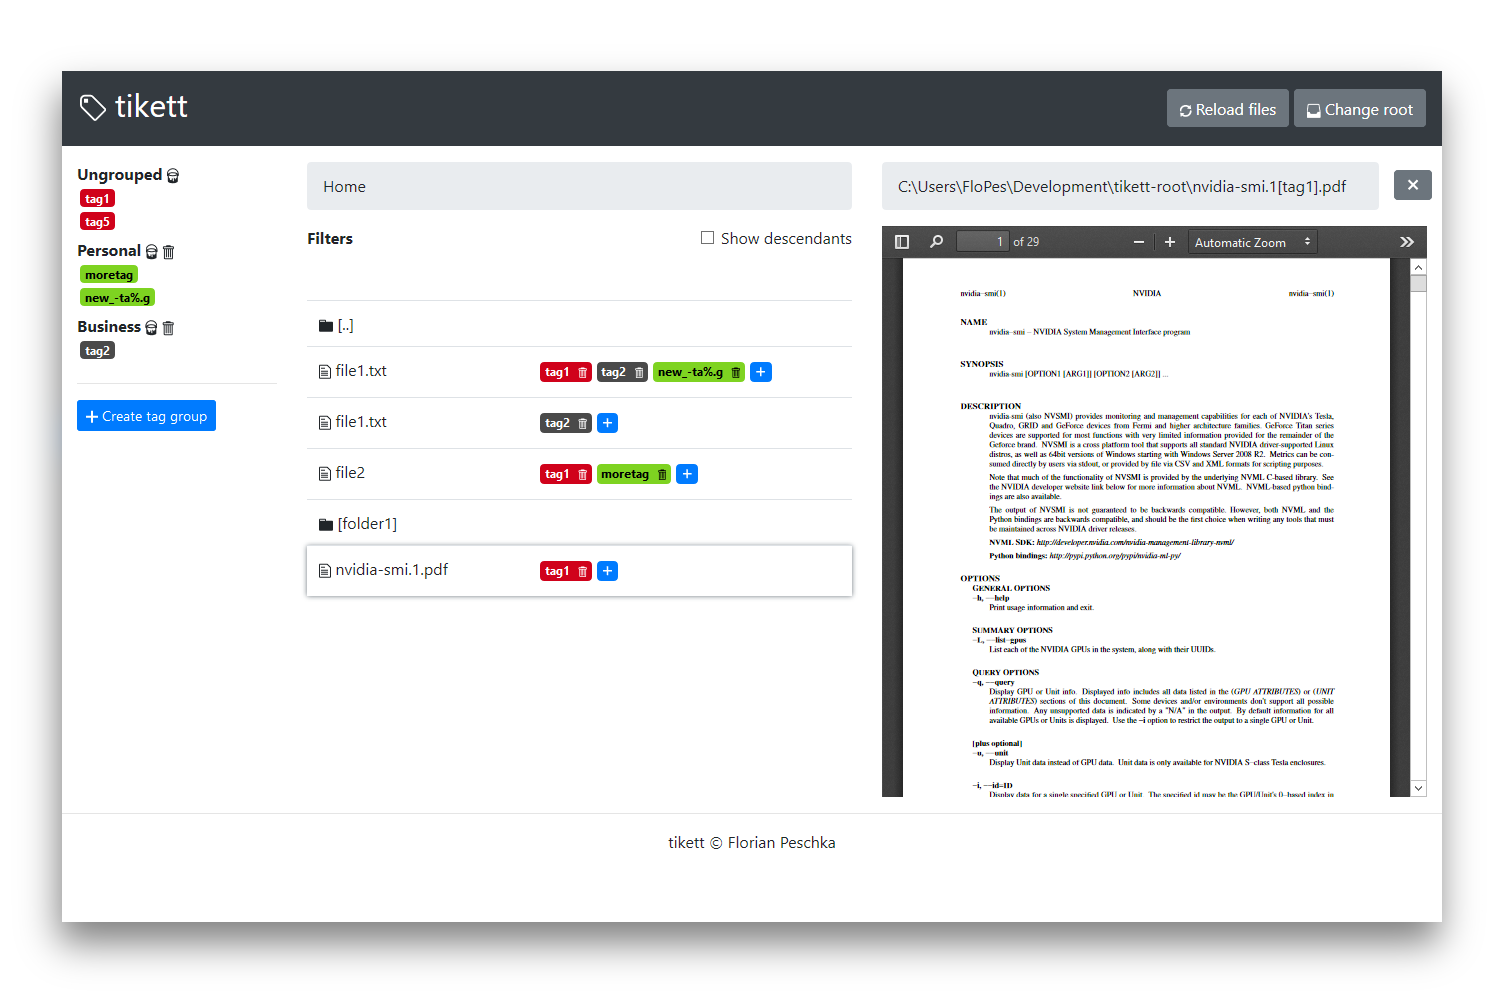 tikett
Reload files
Change root
Ungrouped
tag1
tag5
Personal
moretag
new_-ta%.g
Business
tag2
Create tag group
Home
Filters
Show descendants
[..]
file1.txt
tag1 tag2 new_-ta%.g
file1.txt
tag2
file2
tag1 moretag
[folder1]
nvidia-smi.1.pdf
tag1
C:\Users\FloPes\Development\tikett-root\nvidia-smi.1[tag1].pdf
1 of 29
Automatic Zoom
nvidia-smi(1) NVIDIA nvidia-smi(1)
NAME
nvidia-smi – NVIDIA System Management Interface program
SYNOPSIS
nvidia-smi [OPTION1 [ARG1]] [OPTION2 [ARG2]] ...
DESCRIPTION
nvidia-smi (also NVSMI) provides monitoring and management capabilities for each of NVIDIA's Tesla,
Quadro, GRID and GeForce devices from Fermi and higher architecture families. GeForce Titan series
devices are supported for most functions with very limited information provided for the remainder of the
Geforce brand. NVSMI is a cross platform tool that supports all standard NVIDIA driver-supported Linux
distros, as well as 64bit versions of Windows starting with Windows Server 2008 R2. Metrics can be con-
sumed directly by users via stdout, or provided by file via CSV and XML formats for scripting purposes.
Note that much of the functionality of NVSMI is provided by the underlying NVML C-based library. See
the NVIDIA developer website link below for more information about NVML. NVML-based python bind-
ings are also available.
The output of NVSMI is not guaranteed to be backwards compatible. However, both NVML and the
Python bindings are backwards compatible, and should be the first choice when writing any tools that must
be maintained across NVIDIA driver releases.
NVML SDK: http://developer.nvidia.com/nvidia-management-library-nvml/
Python bindings: http://pypi.python.org/pypi/nvidia-ml-py/
OPTIONS
GENERAL OPTIONS
–h, ––help
Print usage information and exit.
SUMMARY OPTIONS
–L, ––list–gpus
List each of the NVIDIA GPUs in the system, along with their UUIDs.
QUERY OPTIONS
–q, ––query
Display GPU or Unit info. Displayed info includes all data listed in the (GPU ATTRIBUTES) or (UNIT
ATTRIBUTES) sections of this document. Some devices and/or environments don't support all possible
information. Any unsupported data is indicated by a "N/A" in the output. By default information for all
available GPUs or Units is displayed. Use the –i option to restrict the output to a single GPU or Unit.
[plus optional]
–u, ––unit
Display Unit data instead of GPU data. Unit data is only available for NVIDIA S–class Tesla enclosures.
–i, ––id=ID
Display data for a single specified GPU or Unit. The specified id may be the GPU/Unit's 0–based index in
tikett © Florian Peschka